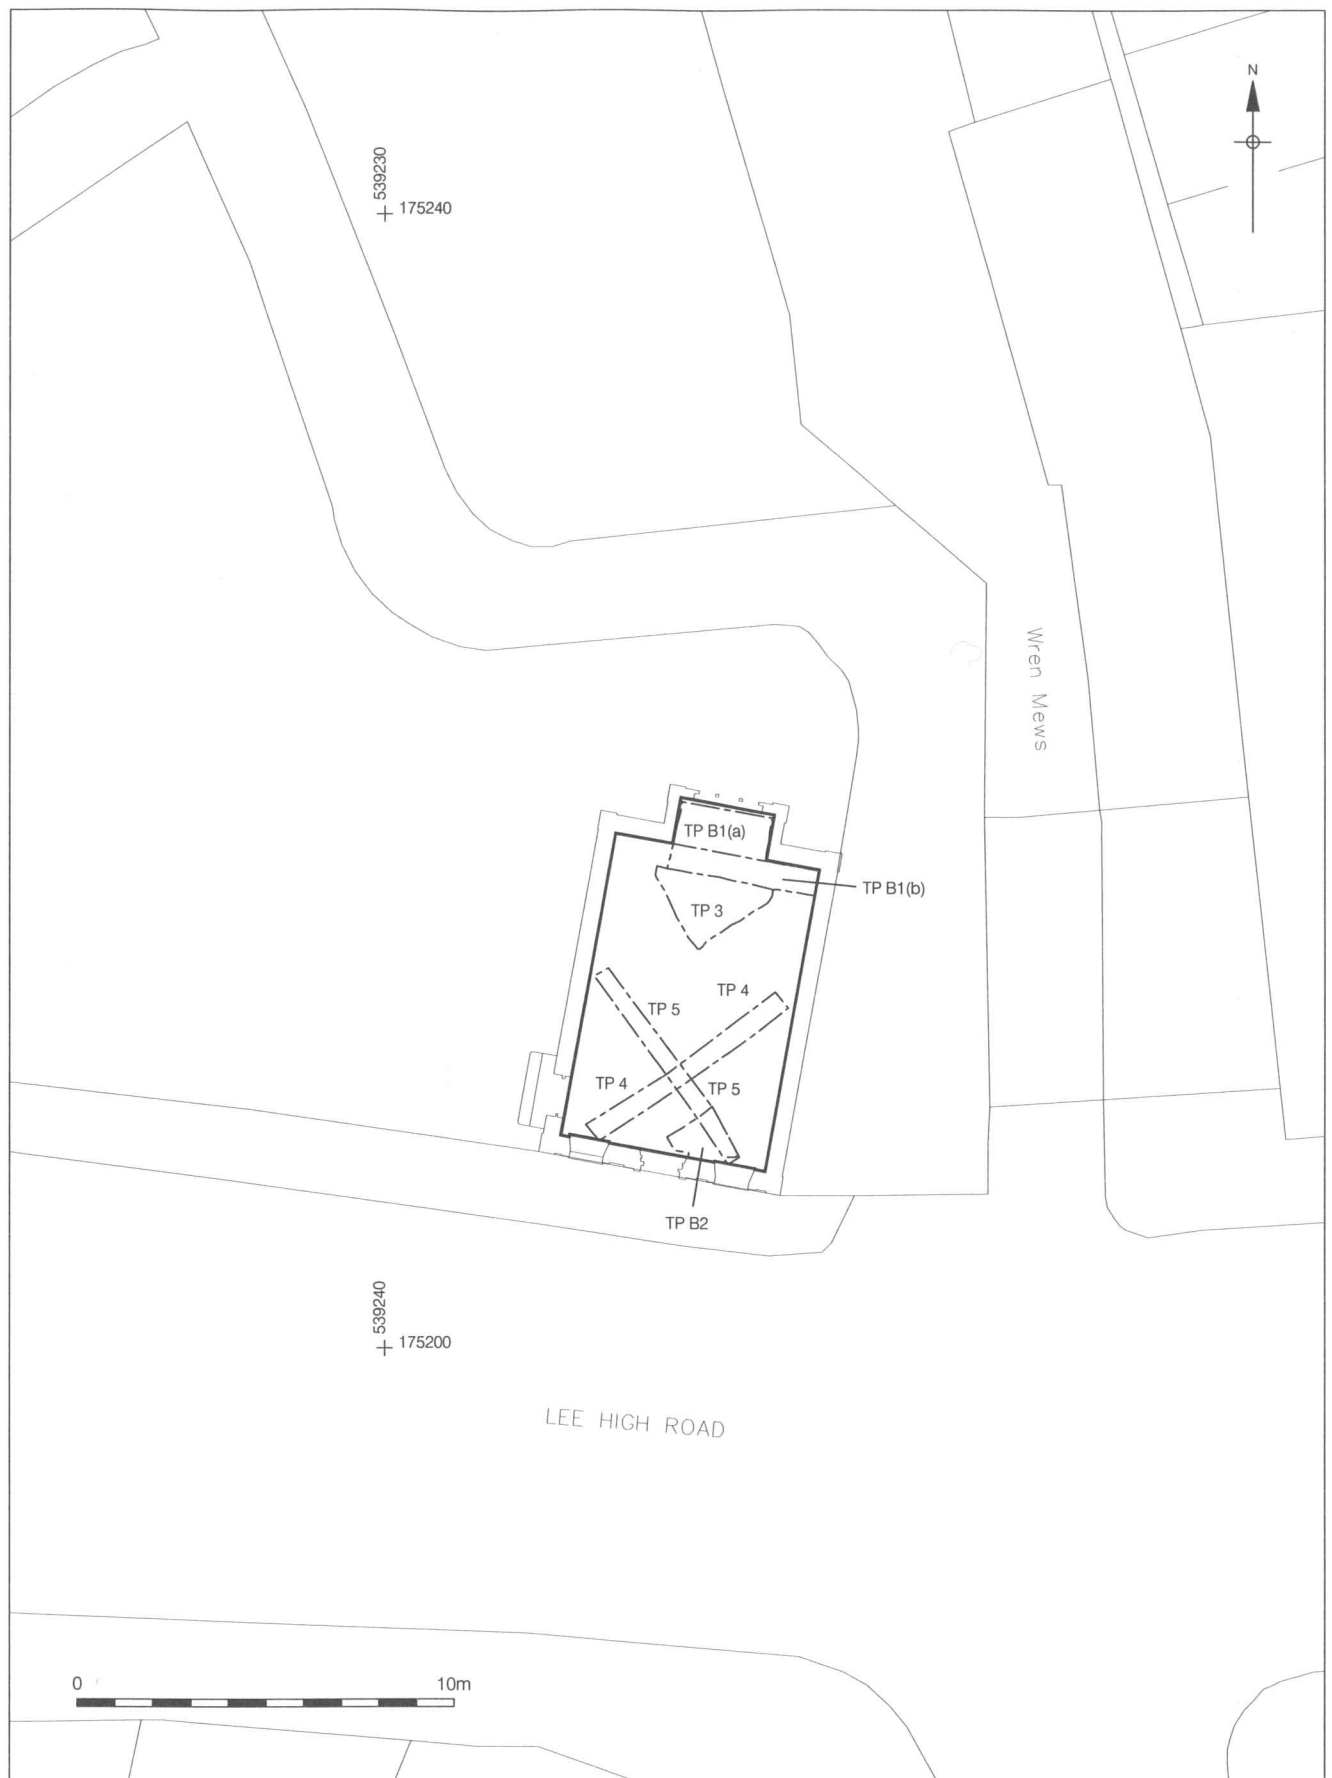 N
539230
175240
Wren Mews
TP B1(a)
TP B1(b)
TP 3
TP 4
TP 5
TP 4
TP 5
TP B2
539240
175200
LEE HIGH ROAD
0
10m